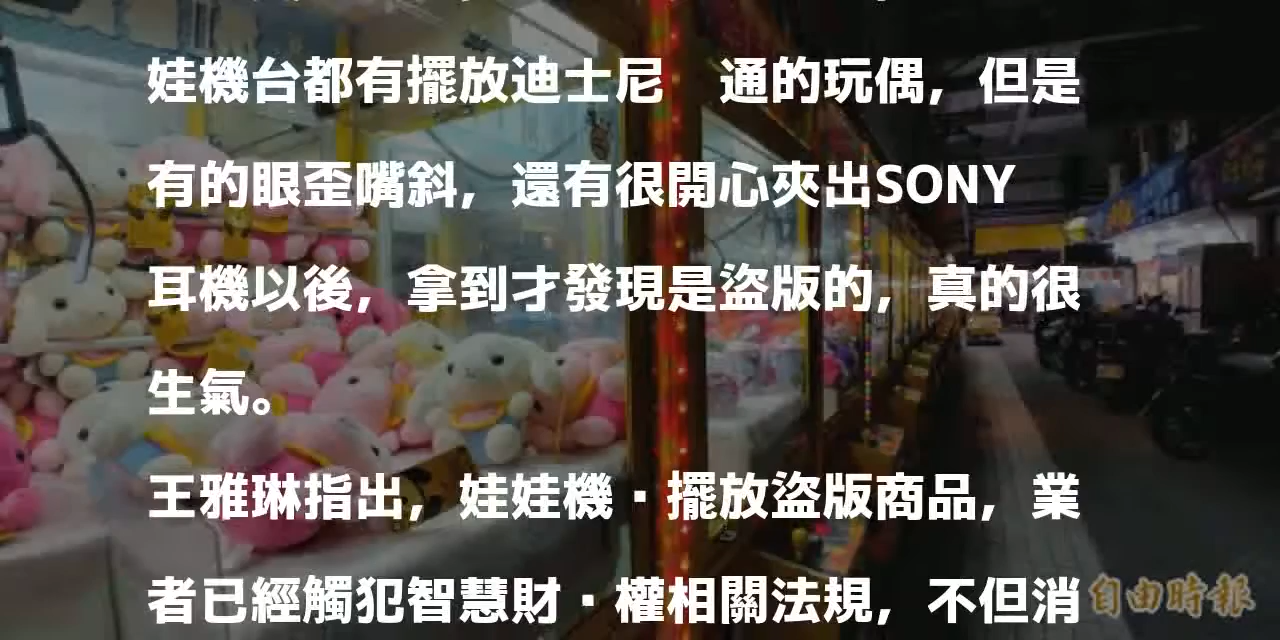 娃機台都有擺放迪士尼　通的玩偶，但是
有的眼歪嘴斜，還有很開心夾出SONY
耳機以後，拿到才發現是盜版的，真的很
生氣。
王雅琳指出，娃娃機·擺放盜版商品，業
者已經觸犯智慧財·權相關法規，不但消
自由時報